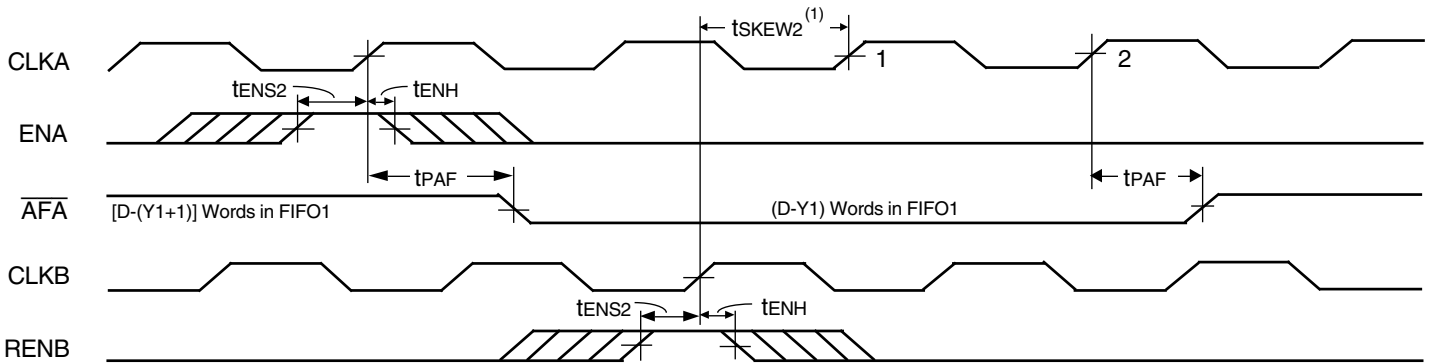 tSKEW2 (1)
CLKA
1
2
tENS2
tENH
ENA
tPAF
tPAF
AFA
[D-(Y1+1)] Words in FIFO1
(D-Y1) Words in FIFO1
CLKB
tENS2
tENH
RENB